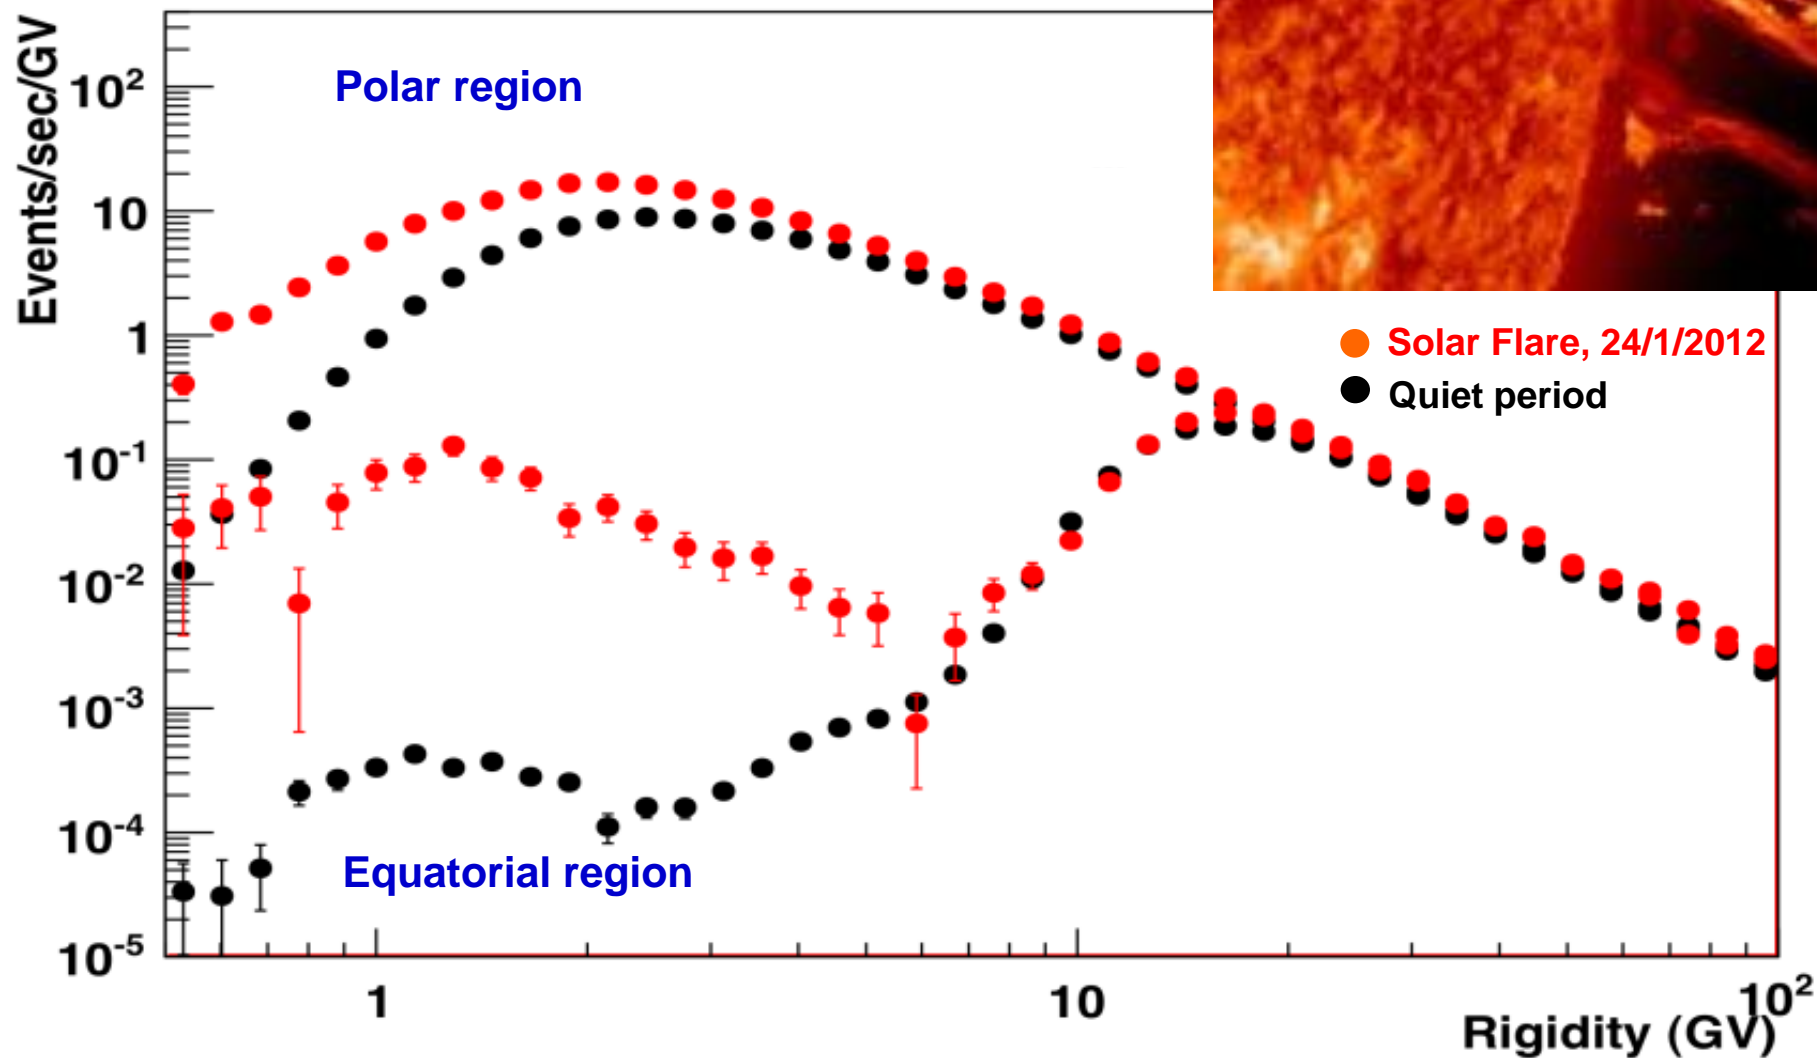 Events/sec/GV
10²
10
1
10⁻¹
10⁻²
10⁻³
10⁻⁴
10⁻⁵
Polar region
Solar Flare, 24/1/2012
Quiet period
Equatorial region
1
10
10²
Rigidity (GV)